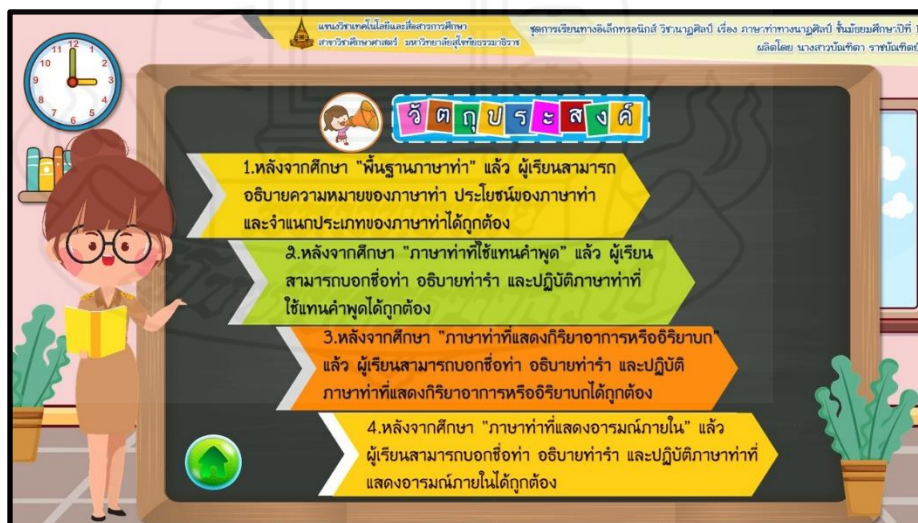 แขนงวิชาเทคโนโลยีและสื่อสารการศึกษา
สาขาวิชาศึกษาศาสตร์ มหาวิทยาลัยสุโขทัยธรรมาธิราช
ชุดการเรียนทางอิเล็กทรอนิกส์ วิชานาฏศิลป์ เรื่อง ภาษาท่าทางนาฏศิลป์ ชั้นมัธยมศึกษาปีที่ 1
ผลิตโดย นางสาวบัณฑิตา
12
11
1
10
2
9
3
8
4
7
5
6
วัตถุประสงค์
1.หลังจากศึกษา "พื้นฐานภาษาท่า" แล้ว ผู้เรียนสามารถ
อธิบายความหมายของภาษาท่า ประโยชน์ของภาษาท่า
และจำแนกประเภทของภาษาท่าได้ถูกต้อง
2.หลังจากศึกษา "ภาษาท่าที่ใช้แทนคำพูด" แล้ว ผู้เรียน
สามารถบอกชื่อท่า อธิบายท่ารำ และปฏิบัติภาษาท่าที่
ใช้แทนคำพูดได้ถูกต้อง
3.หลังจากศึกษา "ภาษาท่าที่แสดงกิริยาอาการหรืออิริยาบถ"
แล้ว ผู้เรียนสามารถบอกชื่อท่า อธิบายท่ารำ และปฏิบัติ
ภาษาท่าที่แสดงกิริยาอาการหรืออิริยาบถได้ถูกต้อง
4.หลังจากศึกษา "ภาษาท่าที่แสดงอารมณ์ภายใน" แล้ว
ผู้เรียนสามารถบอกชื่อท่า อธิบายท่ารำ และปฏิบัติภาษาท่าที่
แสดงอารมณ์ภายในได้ถูกต้อง